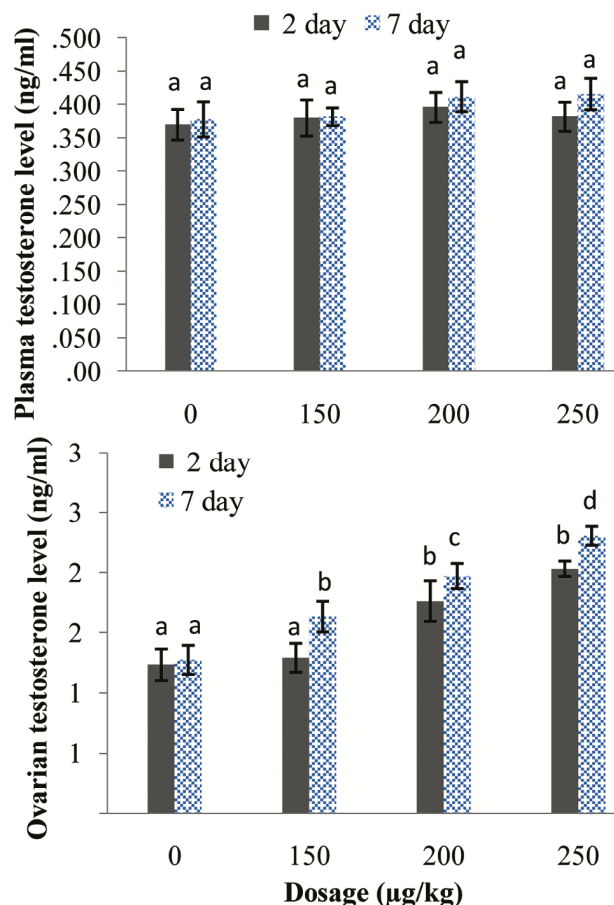 Plasma testosterone level (ng/ml)
2 day 7 day
.500
.450
.400
.350
.300
.250
.200
.150
.100
.050
.00
a a a a a a a a
0 150 200 250
Ovarian testosterone level (ng/ml)
2 day
7 day
3
3
2
2
1
1
a a a b b c b d
0 150 200 250
Dosage (µg/kg)